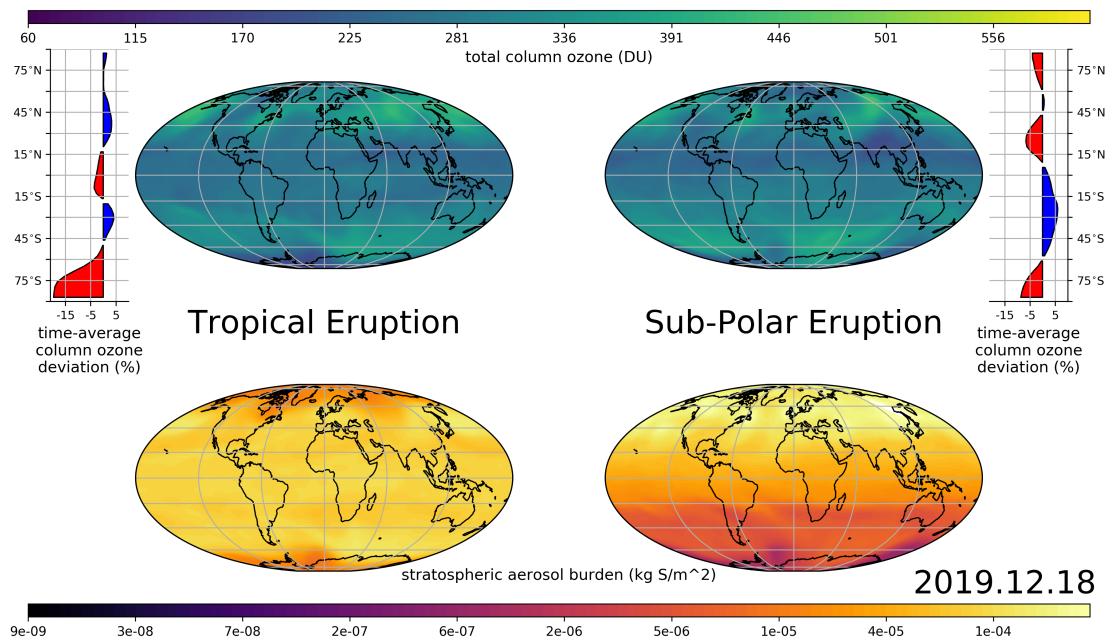 60 115 170 225 281 336 391 446 501 556
total column ozone (DU)
75°N
45°N
15°N
15°S
45°S
75°S
-15 -5 5
time-average
column ozone
deviation (%)
75°N
45°N
15°N
15°S
45°S
75°S
-15 -5 5
time-average
column ozone
deviation (%)
Tropical Eruption
Sub-Polar Eruption
stratospheric aerosol burden (kg S/m^2)
2019.12.18
9e-09 3e-08 7e-08 2e-07 6e-07 2e-06 5e-06 1e-05 4e-05 1e-04